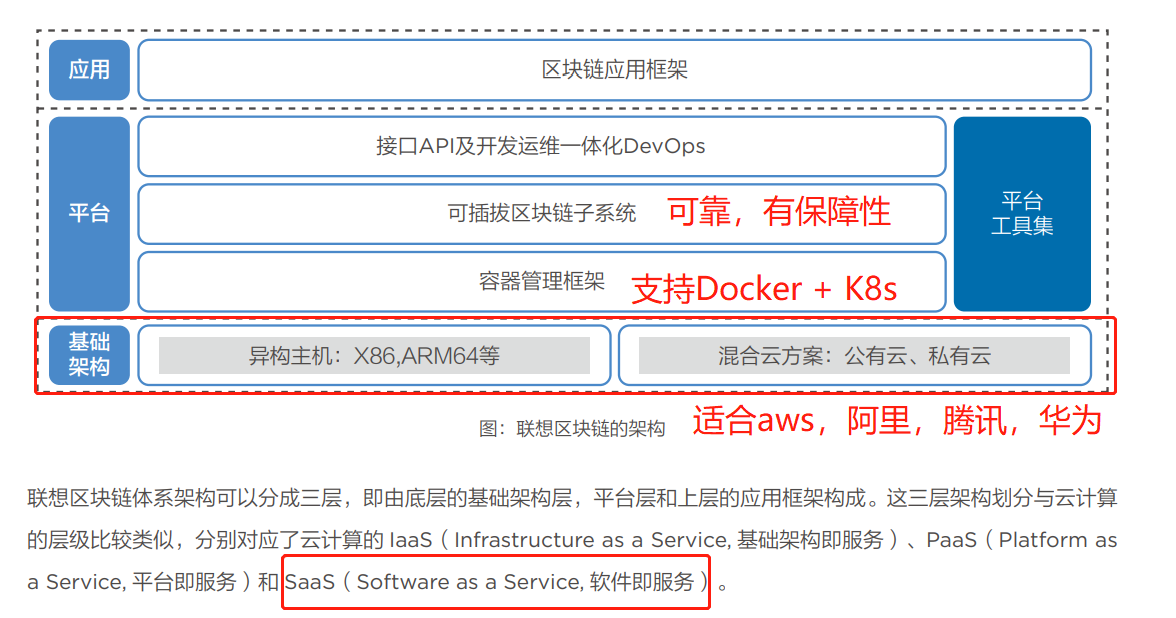 应用
区块链应用框架
平台
接口API及开发运维一体化DevOps
可插拔区块链子系统
可靠，有保障性
容器管理框架
支持Docker + K8s
平台
工具集
基础
架构
异构主机：X86,ARM64等
混合云方案：公有云、私有云
图：联想区块链的架构
适合aws，阿里，腾讯，华为
联想区块链体系架构可以分成三层，即由底层的基础架构层，平台层和上层的应用框架构成。这三层架构划分与云计算
的层级比较类似，分别对应了云计算的 IaaS（Infrastructure as a Service, 基础架构即服务）、PaaS（Platform as
a Service, 平台即服务）和 SaaS（Software as a Service, 软件即服务）。